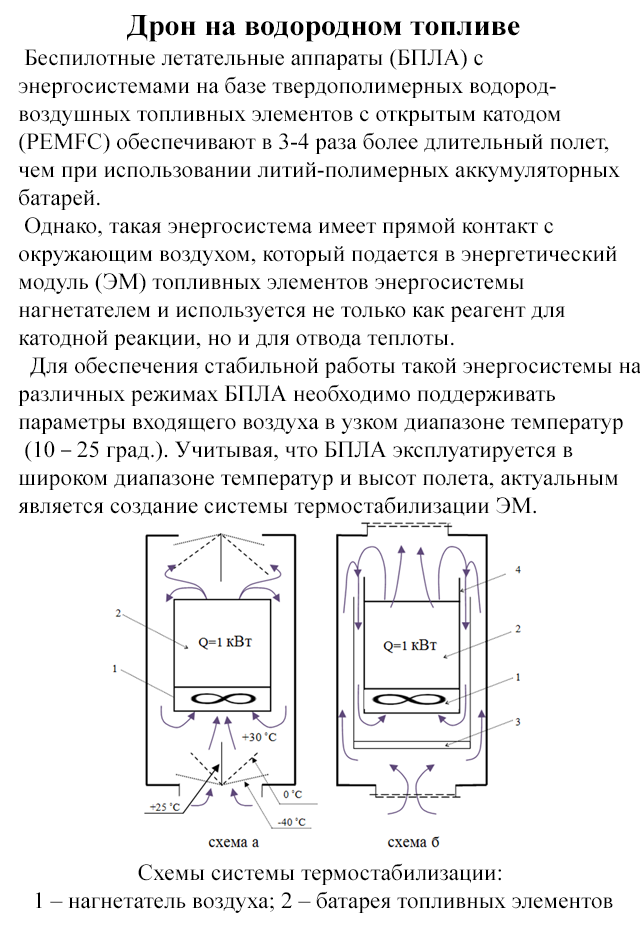 Дрон на водородном топливе
Беспилотные летательные аппараты (БПЛА) с
энергосистемами на базе твердополимерных водород-
воздушных топливных элементов с открытым катодом
(PEMFC) обеспечивают в 3-4 раза более длительный полет,
чем при использовании литий-полимерных аккумуляторных
батарей.
Однако, такая энергосистема имеет прямой контакт с
окружающим воздухом, который подается в энергетический
модуль (ЭМ) топливных элементов энергосистемы
нагнетателем и используется не только как реагент для
катодной реакции, но и для отвода теплоты.
Для обеспечения стабильной работы такой энергосистемы на
различных режимах БПЛА необходимо поддерживать
параметры входящего воздуха в узком диапазоне температур
(10 – 25 град.). Учитывая, что БПЛА эксплуатируется в
широком диапазоне температур и высот полета, актуальным
является создание системы термостабилизации ЭМ.
2
Q=1 кВт
1
+30 ˚С
+25 ˚С
0 ˚С
-40 ˚С
схема а
4
Q=1 кВт
2
1
3
схема б
Схемы системы термостабилизации:
1 – нагнетатель воздуха; 2 – батарея топливных элементов